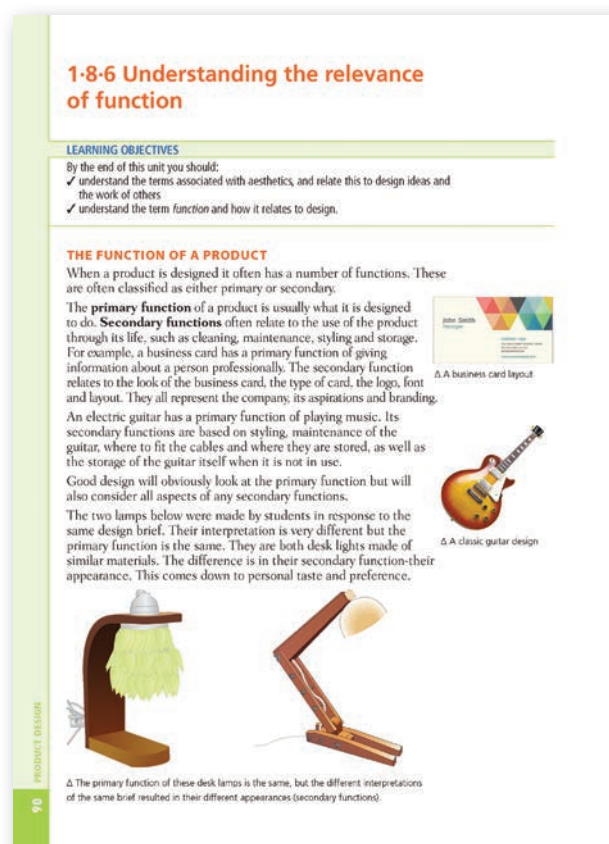 1·8·6 Understanding the relevance
of function
LEARNING OBJECTIVES
By the end of this unit you should:
✓ understand the terms associated with aesthetics, and relate this to design ideas and
the work of others
✓ understand the term function and how it relates to design.
THE FUNCTION OF A PRODUCT
When a product is designed it often has a number of functions. These
are often classified as either primary or secondary.
The primary function of a product is usually what it is designed
to do. Secondary functions often relate to the use of the product
through its life, such as cleaning, maintenance, styling and storage.
For example, a business card has a primary function of giving
information about a person professionally. The secondary function
relates to the look of the business card, the type of card, the logo, font
and layout. They all represent the company, its aspirations and branding.
John Smith
Δ A business card layout
An electric guitar has a primary function of playing music. Its
secondary functions are based on styling, maintenance of the
guitar, where to fit the cables and where they are stored, as well as
the storage of the guitar itself when it is not in use.
Good design will obviously look at the primary function but will
also consider all aspects of any secondary functions.
The two lamps below were made by students in response to the
same design brief. Their interpretation is very different but the
primary function is the same. They are both desk lights made of
similar materials. The difference is in their secondary function-their
appearance. This comes down to personal taste and preference.
Δ A classic guitar design
Δ The primary function of these desk lamps is the same, but the different interpretations
of the same brief resulted in their different appearances (secondary functions).
PRODUCT DESIGN
90